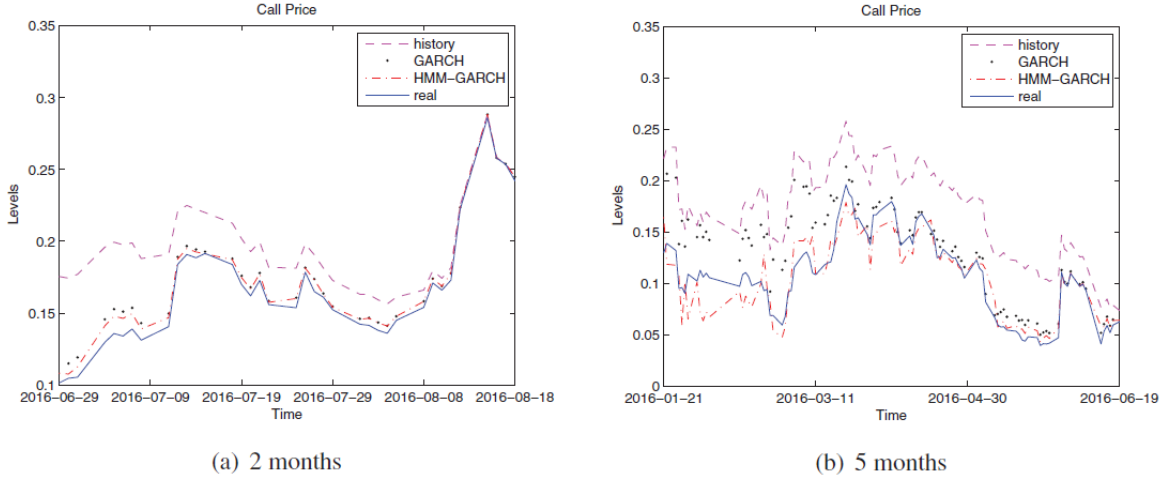 Call Price
0.35
0.3
0.25
0.2
0.15
0.1
Levels
history
GARCH
HMM-GARCH
real
2016-06-29
2016-07-09
2016-07-19
2016-07-29
2016-08-08
2016-08-18
Time
(a) 2 months
Call Price
0.35
0.3
0.25
0.2
0.15
0.1
0.05
0
Levels
history
GARCH
HMM-GARCH
real
2016-01-21
2016-03-11
2016-04-30
2016-06-19
Time
(b) 5 months